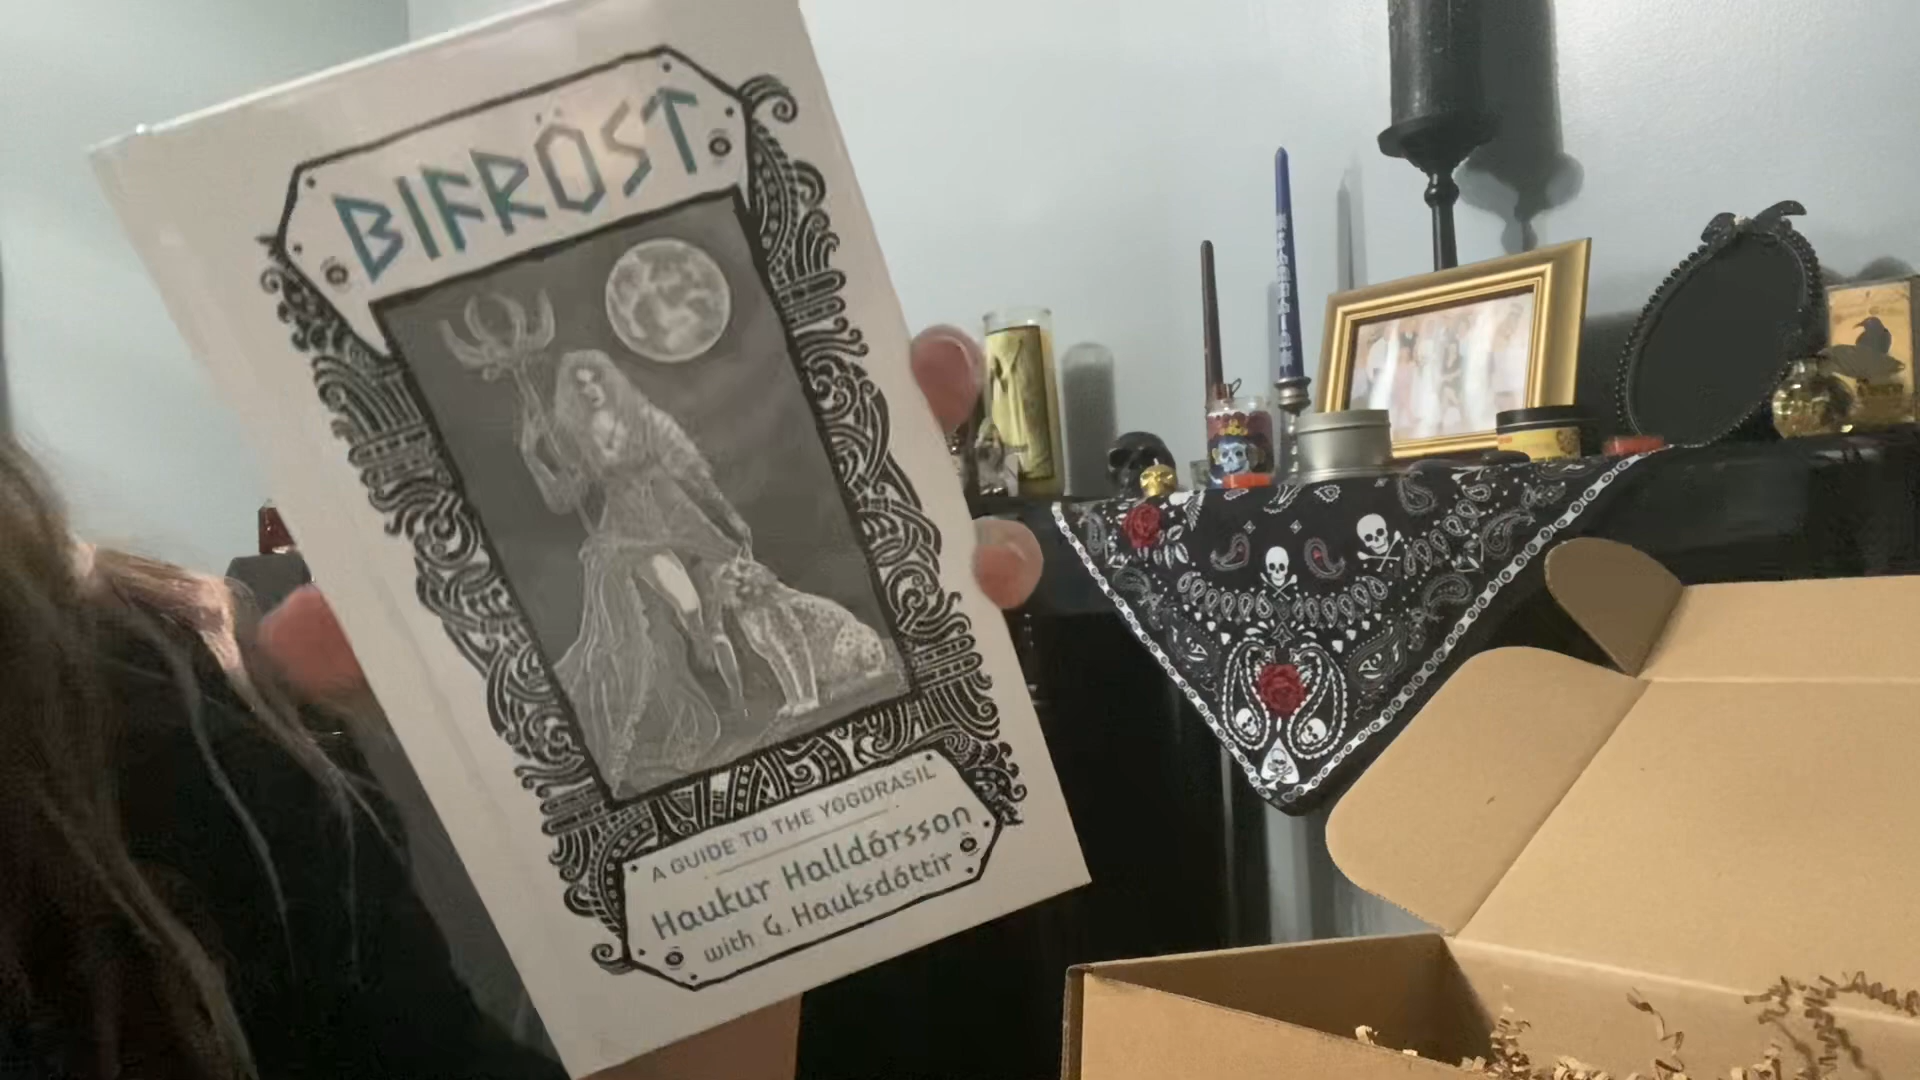 BIFRÖST
A GUIDE TO THE YGGDRASIL
Haukur Halldórsson
with G. Hauksdóttir